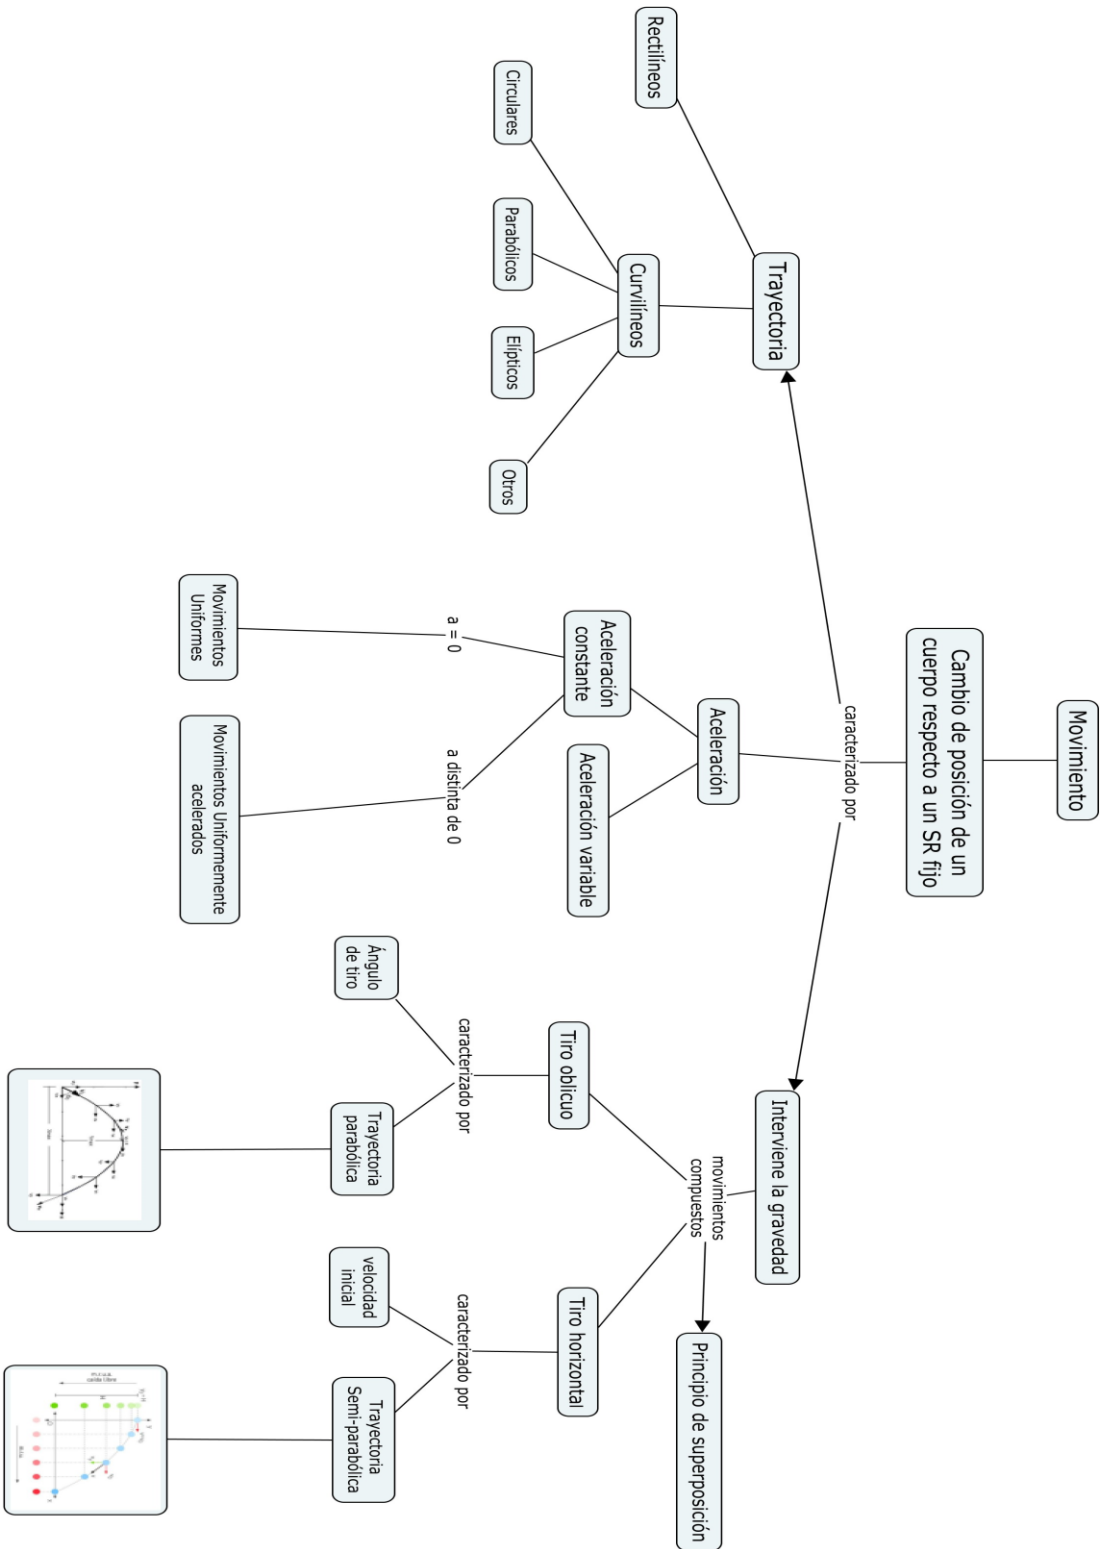 Movimiento
Cambio de posición de un
cuerpo respecto a un SR fijo
caracterizado por
Trayectoria
Rectilíneos
Curvilíneos
Circulares
Parabólicos
Elípticos
Otros
Aceleración
Aceleración
constante
Aceleración variable
a = 0
a distinta de 0
Movimientos
Uniformes
Movimientos Uniformemente
acelerados
Interviene la gravedad
movimientos
compuestos
Principio de superposición
Tiro oblicuo
caracterizado por
Ángulo
de tiro
Trayectoria
parabólica
Tiro horizontal
caracterizado por
velocidad
inicial
Trayectoria
Semi-parabólica
m.r.u.a.
caída libre
H
m.r.u.